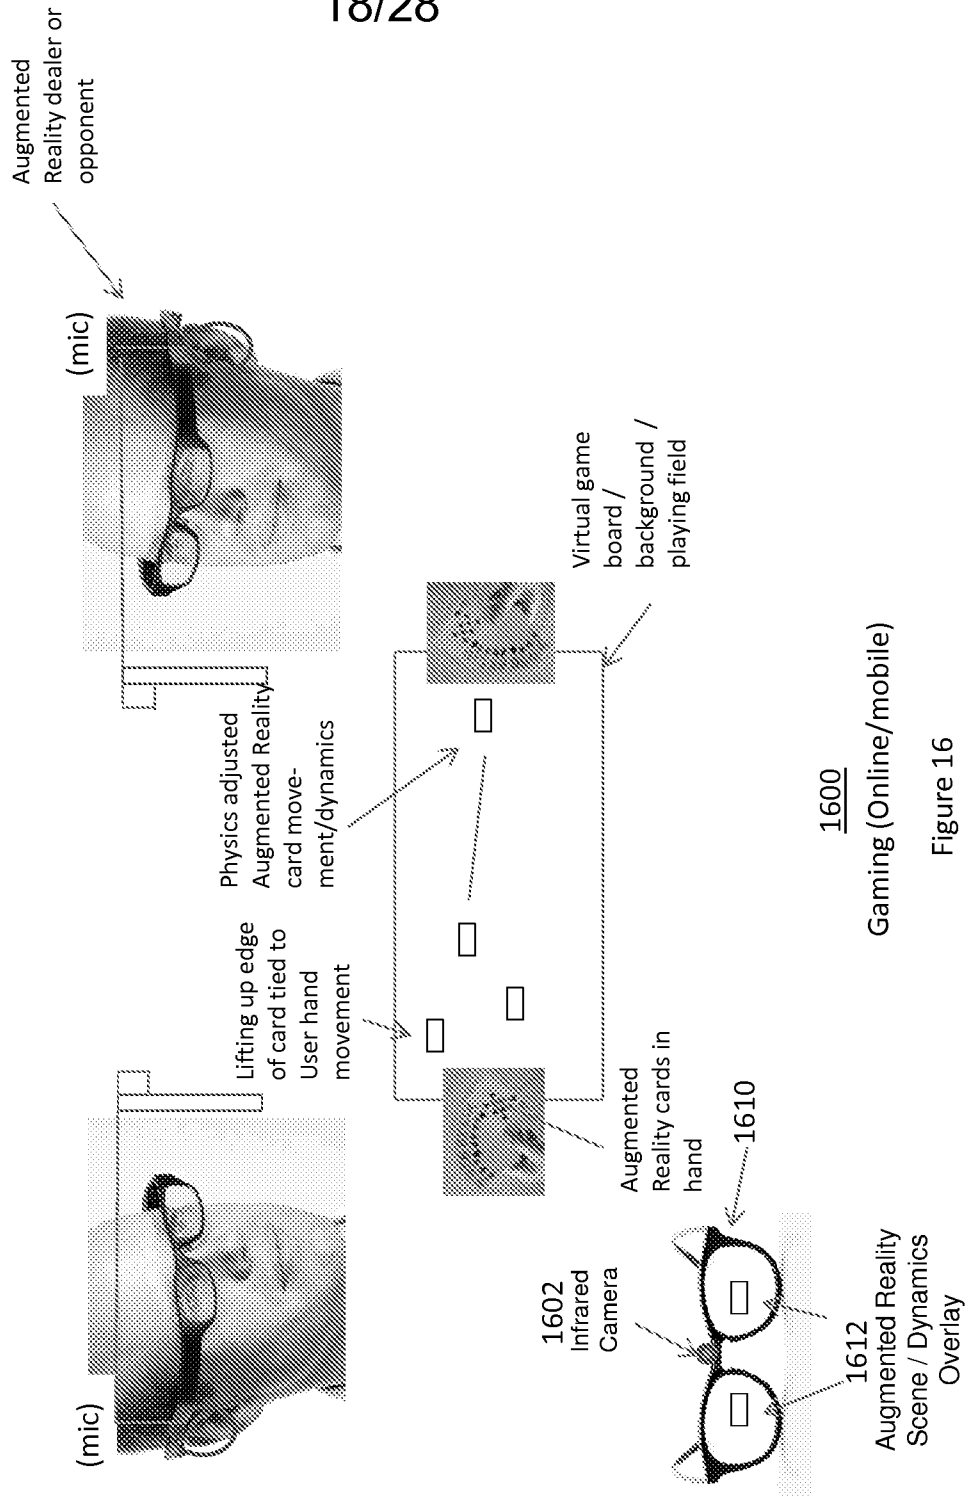 18/28
Augmented
Reality dealer or
opponent
(mic)
(mic)
Physics adjusted
Augmented Reality
card move-
ment/dynamics
Lifting up edge
of card tied to
User hand
movement
Virtual game
board /
background /
playing field
Augmented
Reality cards in
hand
1610
1602
Infrared
Camera
1612
Augmented Reality
Scene / Dynamics
Overlay
1600
Gaming (Online/mobile)
Figure 16